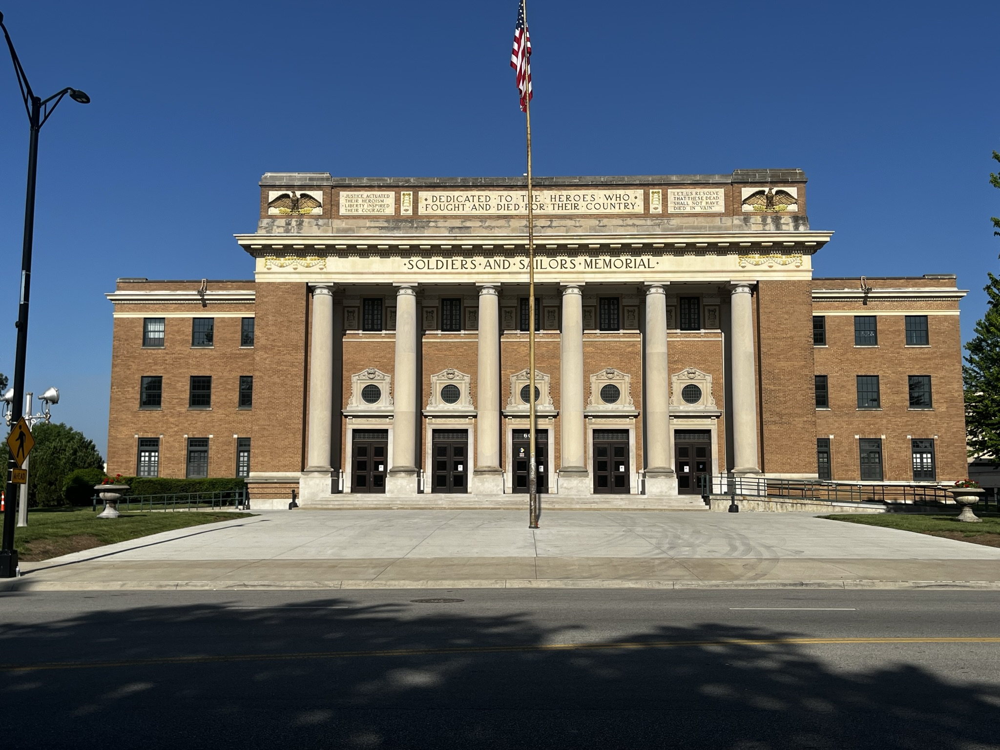 ·JUSTICE ACTUATED
THEIR HEROISM
·LIBERTY INSPIRED
THEIR COURAGE
·DEDICATED·TO·THE·HEROES·WHO·
·FOUGHT·AND·DIED·FOR·THEIR·COUNTRY·
"LET US RESOLVE
THAT THESE DEAD
SHALL NOT HAVE
DIED IN VAIN"
·SOLDIERS·AND·SAILORS·MEMORIAL·
AHEAD